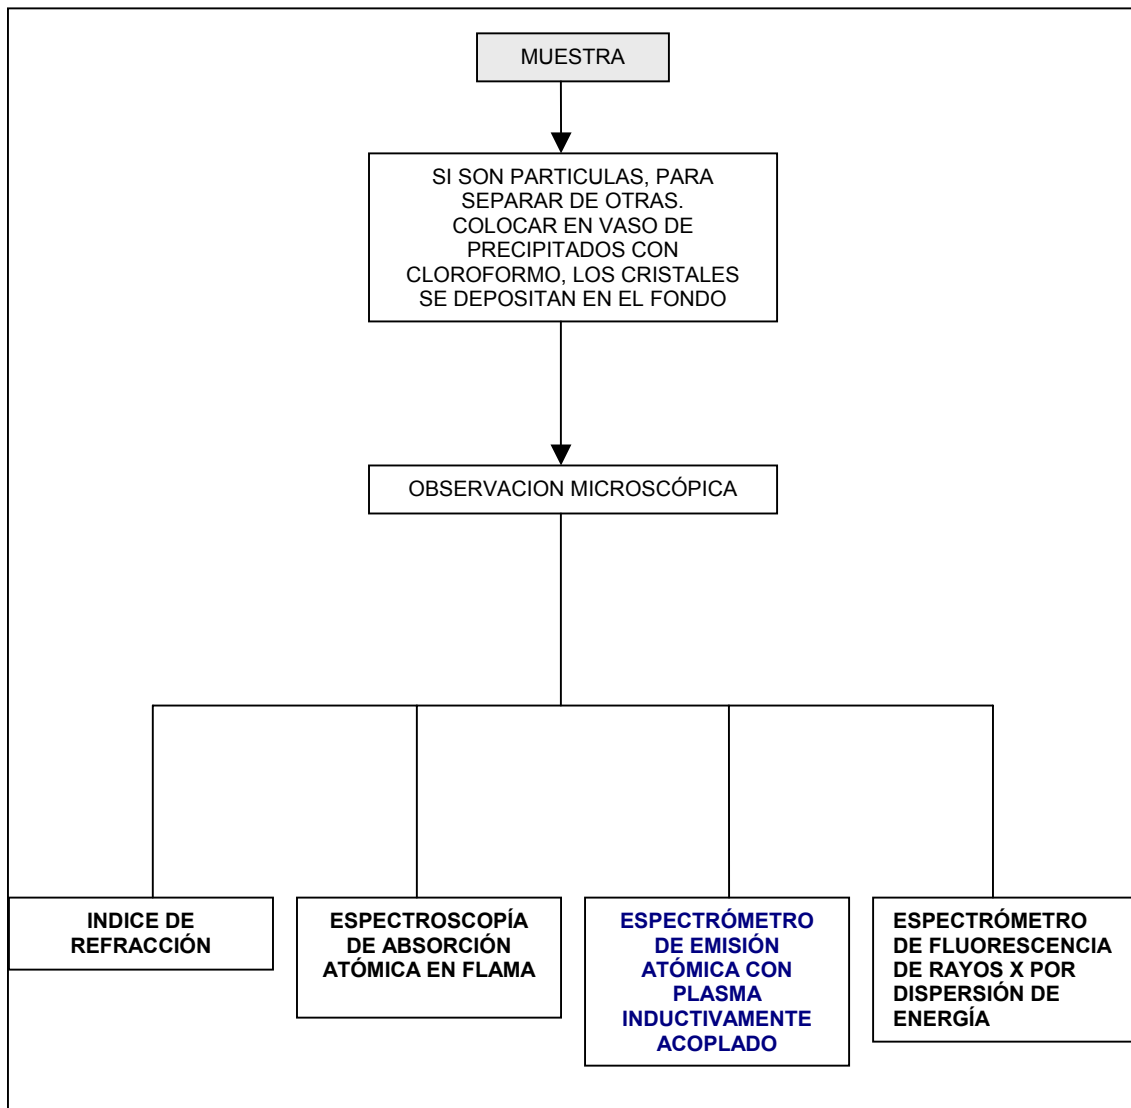 MUESTRA
SI SON PARTICULAS, PARA
SEPARAR DE OTRAS.
COLOCAR EN VASO DE
PRECIPITADOS CON
CLOROFORMO, LOS CRISTALES
SE DEPOSITAN EN EL FONDO
OBSERVACION MICROSCÓPICA
INDICE DE
REFRACCIÓN
ESPECTROSCOPÍA
DE ABSORCIÓN
ATÓMICA EN FLAMA
ESPECTRÓMETRO
DE EMISIÓN
ATÓMICA CON
PLASMA
INDUCTIVAMENTE
ACOPLADO
ESPECTRÓMETRO
DE FLUORESCENCIA
DE RAYOS X POR
DISPERSIÓN DE
ENERGÍA